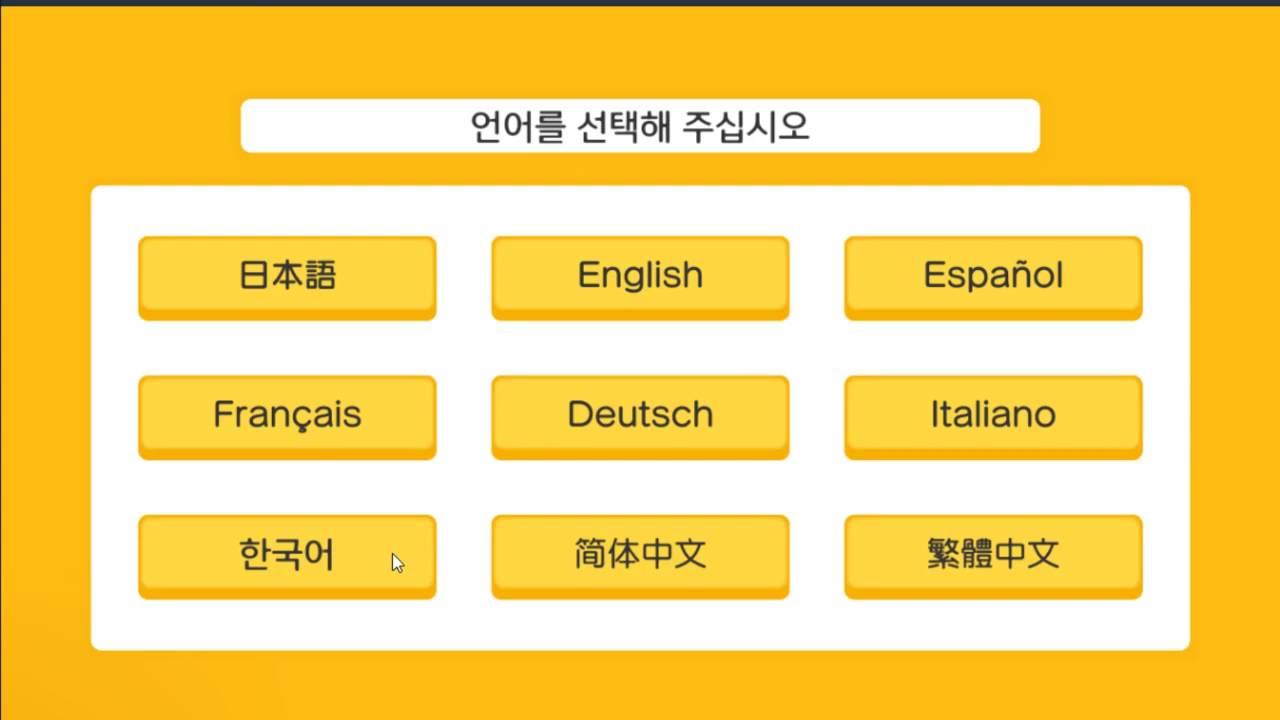 언어를 선택해 주십시오
日本語
English
Español
Français
Deutsch
Italiano
한국어
简体中文
繁體中文